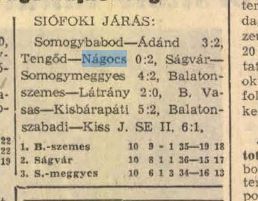 SIÓFOKI JÁRÁS:
Somogybabod—Ádánd 3:2,
Tengőd—Nágocs 0:2, Ságvár—
Somogymeggyes 4:2, Balaton-
szemes—Látrány 2:0, B. Va-
sas—Kisbárapáti 5:2, Balaton-
szabadi—Kiss J. SE II. 6:1.
1. B.-szemes 10 9 - 1 35—19 18
2. Ságvár 10 8 1 1 36—15 17
3. S.-meggyes 10 6 1 3 34—16 13